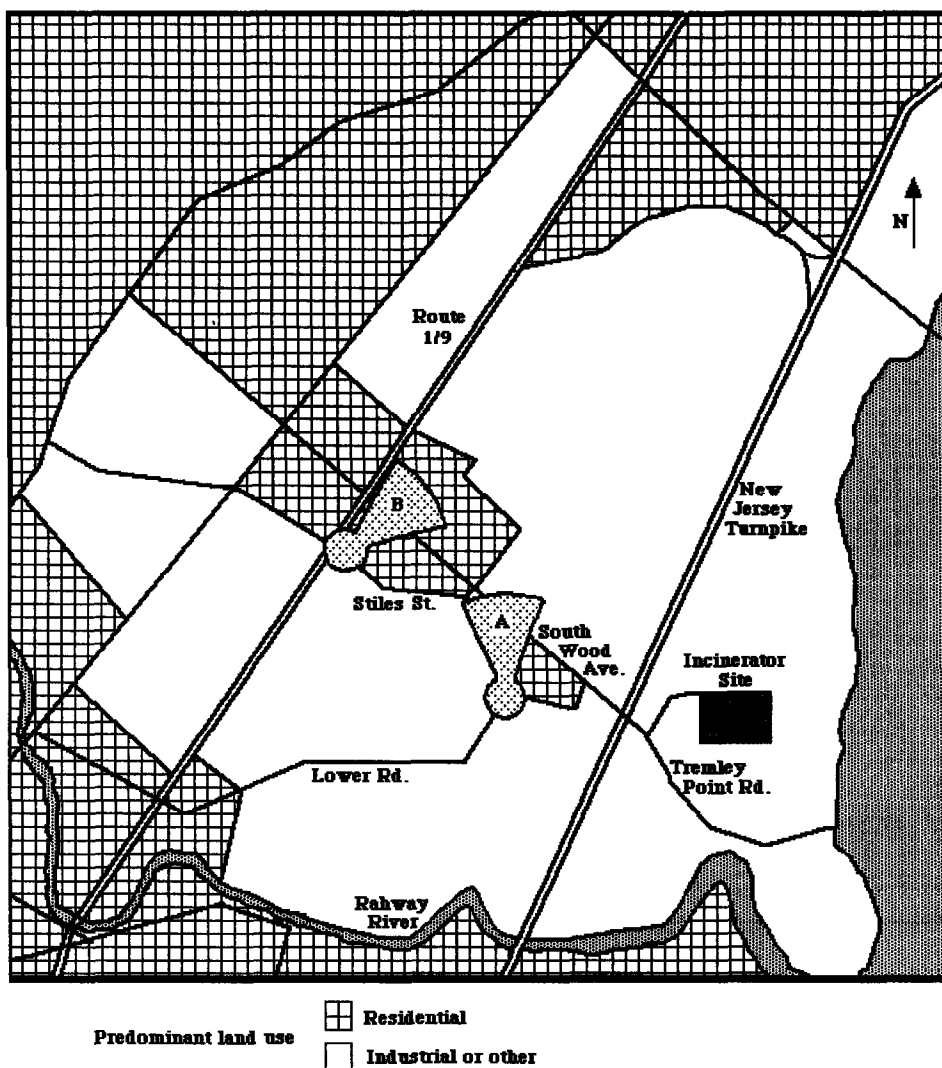 N
Route
1/9
B
New
Jersey
Turnpike
Stiles St.
A
South
Wood
Ave.
Incinerator
Site
Lower Rd.
Tremley
Point Rd.
Rahway
River
Predominant land use
Residential
Industrial or other